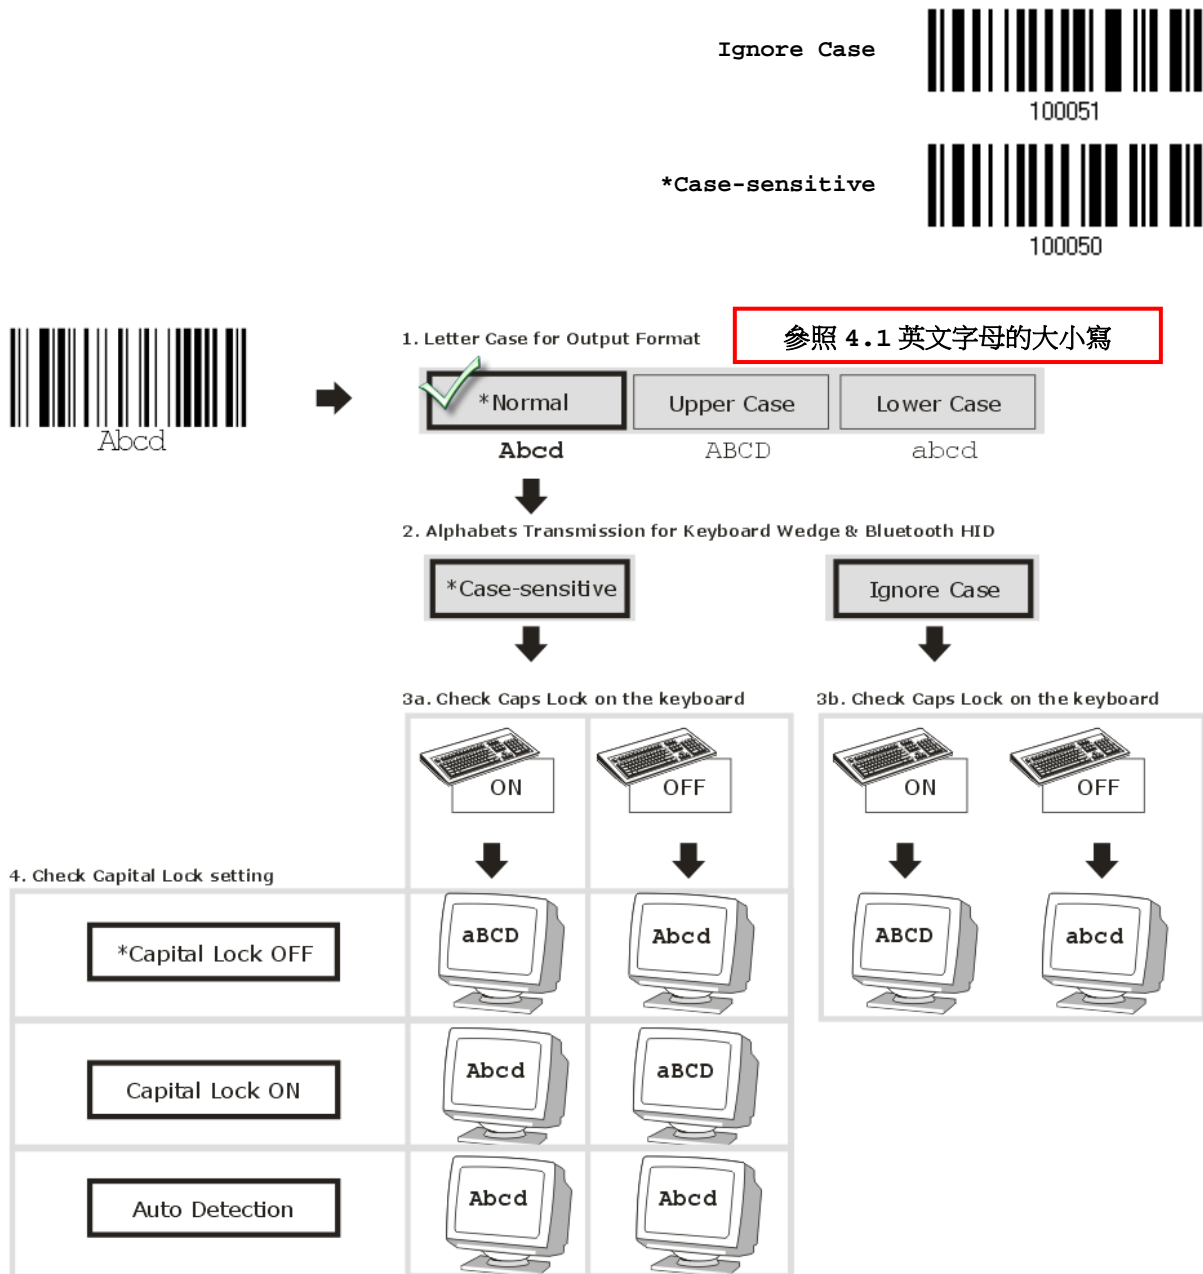 Ignore Case
100051
*Case-sensitive
100050
Abcd
1. Letter Case for Output Format
參照 4.1 英文字母的大小寫
*Normal
Upper Case
Lower Case
Abcd
ABCD
abcd
2. Alphabets Transmission for Keyboard Wedge & Bluetooth HID
*Case-sensitive
Ignore Case
3a. Check Caps Lock on the keyboard
3b. Check Caps Lock on the keyboard
ON
OFF
ON
OFF
4. Check Capital Lock setting
*Capital Lock OFF
aBCD
Abcd
ABCD
abcd
Capital Lock ON
Abcd
aBCD
Auto Detection
Abcd
Abcd